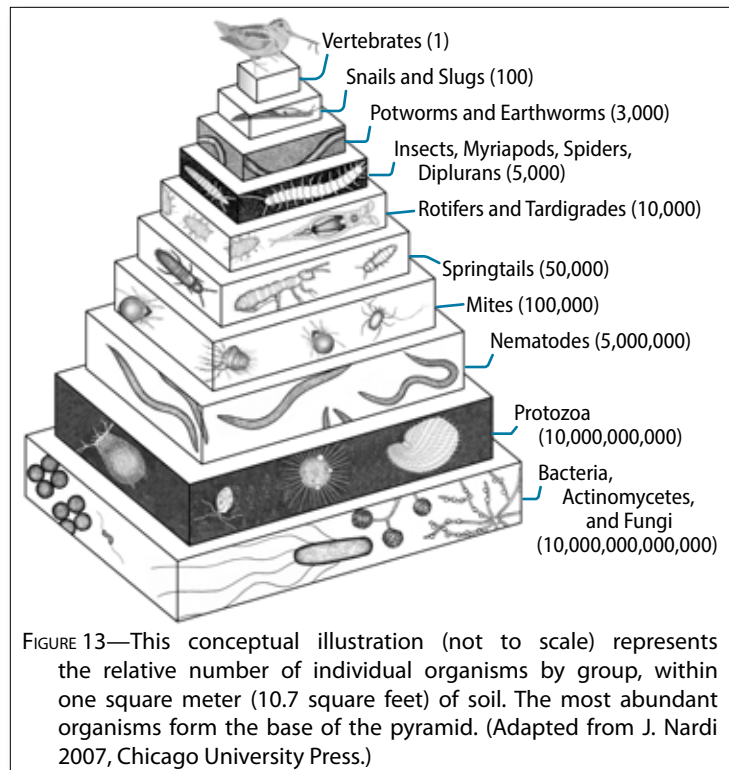 Vertebrates (1)
Snails and Slugs (100)
Potworms and Earthworms (3,000)
Insects, Myriapods, Spiders,
Diplurans (5,000)
Rotifers and Tardigrades (10,000)
Springtails (50,000)
Mites (100,000)
Nematodes (5,000,000)
Protozoa
(10,000,000,000)
Bacteria,
Actinomycetes,
and Fungi
(10,000,000,000,000)
FIGURE 13—This conceptual illustration (not to scale) represents
the relative number of individual organisms by group, within
one square meter (10.7 square feet) of soil. The most abundant
organisms form the base of the pyramid. (Adapted from J. Nardi
2007, Chicago University Press.)